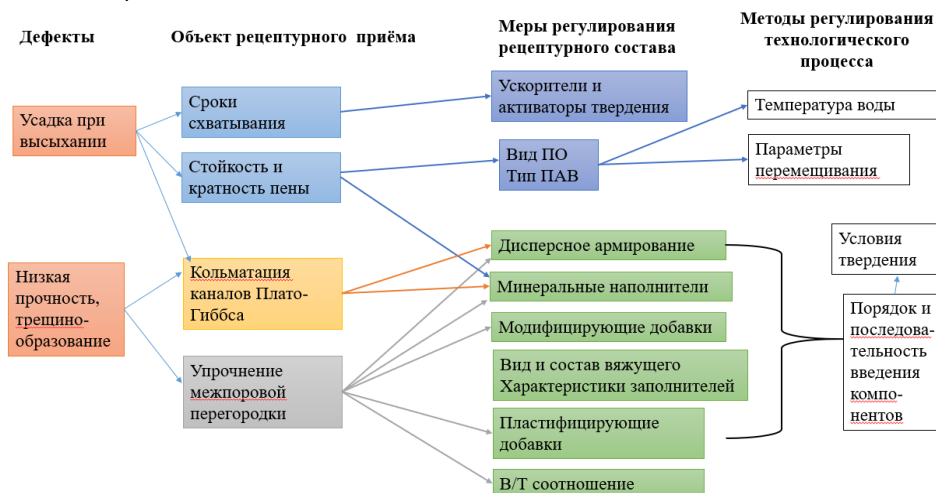 Дефекты
Объект рецептурного приёма
Меры регулирования
рецептурного состава
Методы регулирования
технологического
процесса
Усадка при
высыхании
Низкая
прочность,
трещино-
образование
Сроки
схватывания
Стойкость и
кратность пены
Кольматация
каналов Плато-
Гиббса
Упрочнение
межпоровой
перегородки
Ускорители и
активаторы твердения
Вид ПО
Тип ПАВ
Дисперсное армирование
Минеральные наполнители
Модифицирующие добавки
Вид и состав вяжущего
Характеристики заполнителей
Пластифицирующие
добавки
В/Т соотношение
Температура воды
Параметры
перемещивания
Условия
твердения
Порядок и
последова-
тельность
введения
компо-
нентов